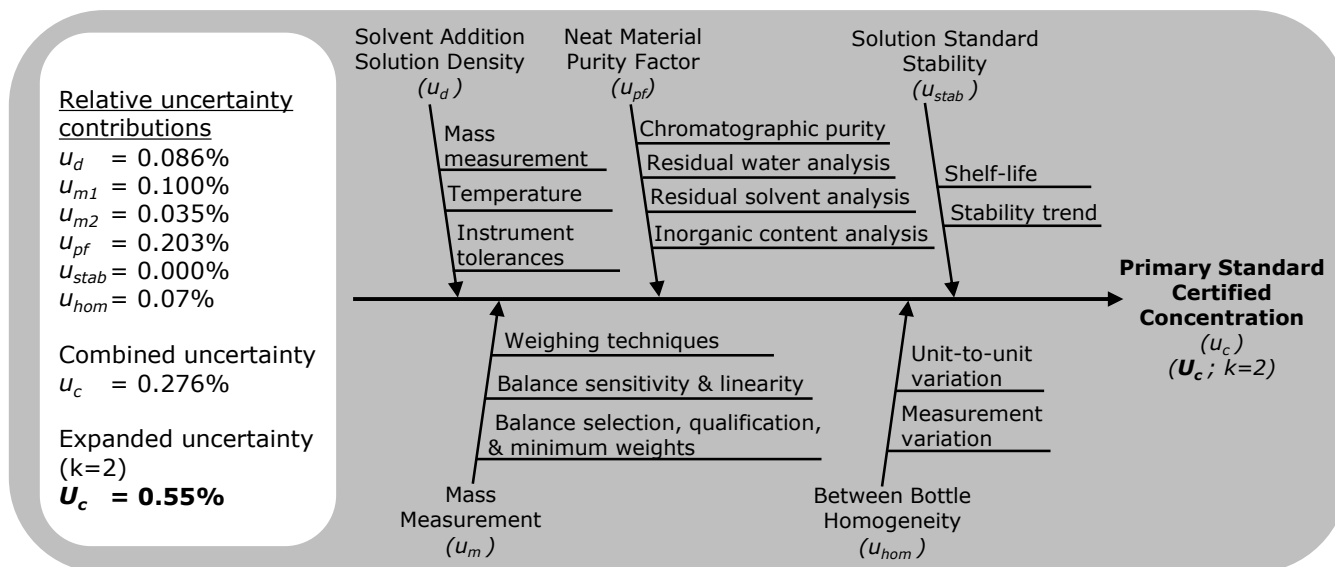 Relative uncertainty
contributions
u_d = 0.086%
u_m1 = 0.100%
u_m2 = 0.035%
u_pf = 0.203%
u_stab = 0.000%
u_hom = 0.07%
Combined uncertainty
u_c = 0.276%
Expanded uncertainty
(k=2)
U_c = 0.55%
Solvent Addition
Solution Density
(u_d)
Mass
measurement
Temperature
Instrument
tolerances
Neat Material
Purity Factor
(u_pf)
Chromatographic purity
Residual water analysis
Residual solvent analysis
Inorganic content analysis
Solution Standard
Stability
(u_stab)
Shelf-life
Stability trend
Weighing techniques
Balance sensitivity & linearity
Balance selection, qualification,
& minimum weights
Mass
Measurement
(u_m)
Unit-to-unit
variation
Measurement
variation
Between Bottle
Homogeneity
(u_hom)
Primary Standard
Certified
Concentration
(u_c)
(U_c; k=2)